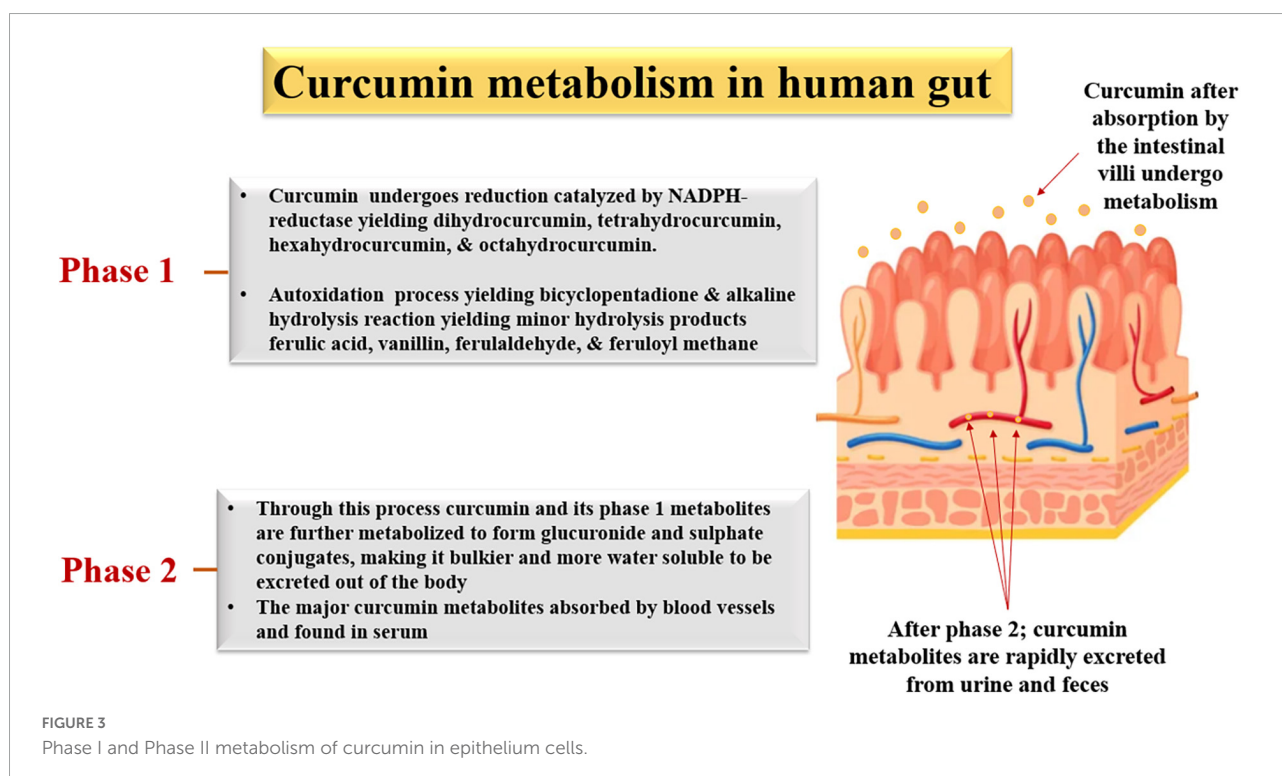 Curcumin metabolism in human gut
Curcumin after
absorption by
the intestinal
villi undergo
metabolism
Phase 1
• Curcumin undergoes reduction catalyzed by NADPH-
reductase yielding dihydrocurcumin, tetrahydrocurcumin,
hexahydrocurcumin, & octahydrocurcumin.
• Autoxidation process yielding bicyclopentadione & alkaline
hydrolysis reaction yielding minor hydrolysis products
ferulic acid, vanillin, ferulaldehyde, & feruloyl methane
Phase 2
• Through this process curcumin and its phase 1 metabolites
are further metabolized to form glucuronide and sulphate
conjugates, making it bulkier and more water soluble to be
excreted out of the body
• The major curcumin metabolites absorbed by blood vessels
and found in serum
After phase 2; curcumin
metabolites are rapidly excreted
from urine and feces
FIGURE 3
Phase I and Phase II metabolism of curcumin in epithelium cells.